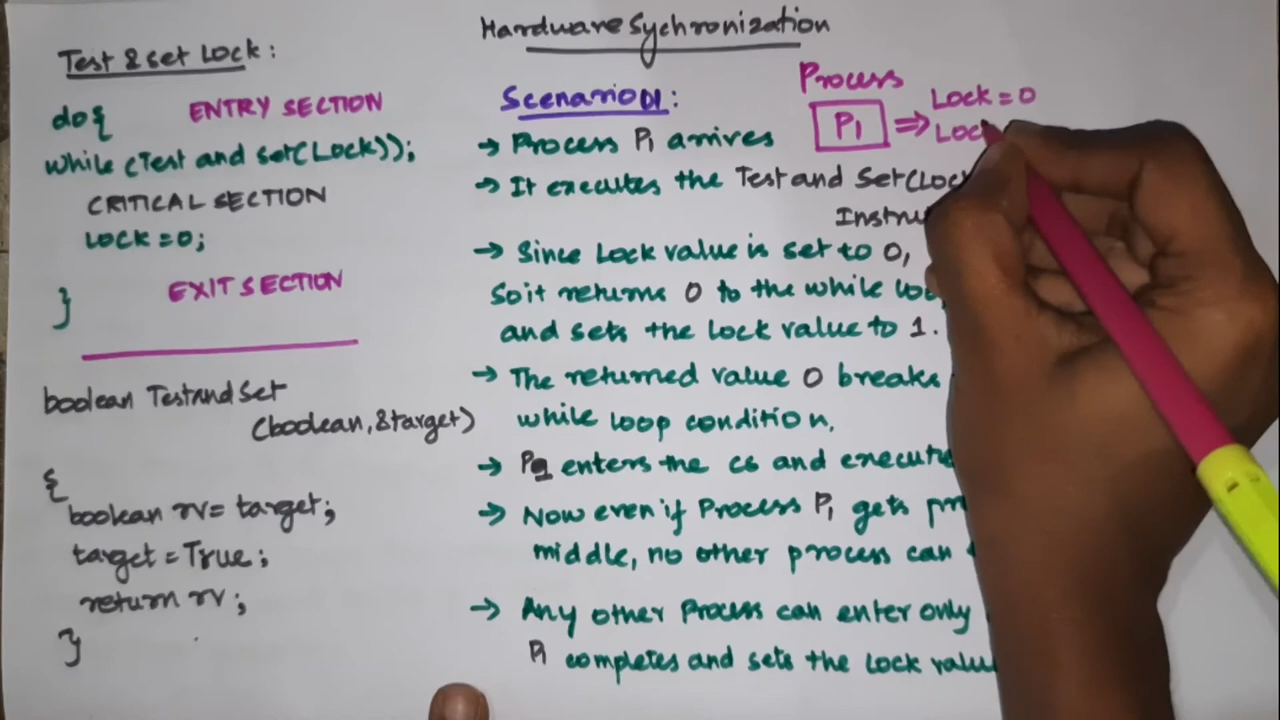 Hardware Sychronization
Test & set Lock:
do{ ENTRY SECTION
while (Test and set(Lock));
CRITICAL SECTION
LOCK = 0;
EXIT SECTION
}
boolean TestandSet
(boolean, &target)
{
boolean rv = target;
target = True;
return rv;
}
Scenario 01:
Process
P1 ⇒ Lock = 0
→ Process P1 arrives
→ It executes the Test and Set(
→ Since Lock value is set to 0,
So it returns 0 to the while
and sets the Lock value to 1.
→ The returned value 0 breaks
while loop condition.
→ P1 enters the cs and
→ Now even if Process P1 gets
middle, no other process can
→ Any other Process can enter only
P1 completes and sets the Lock